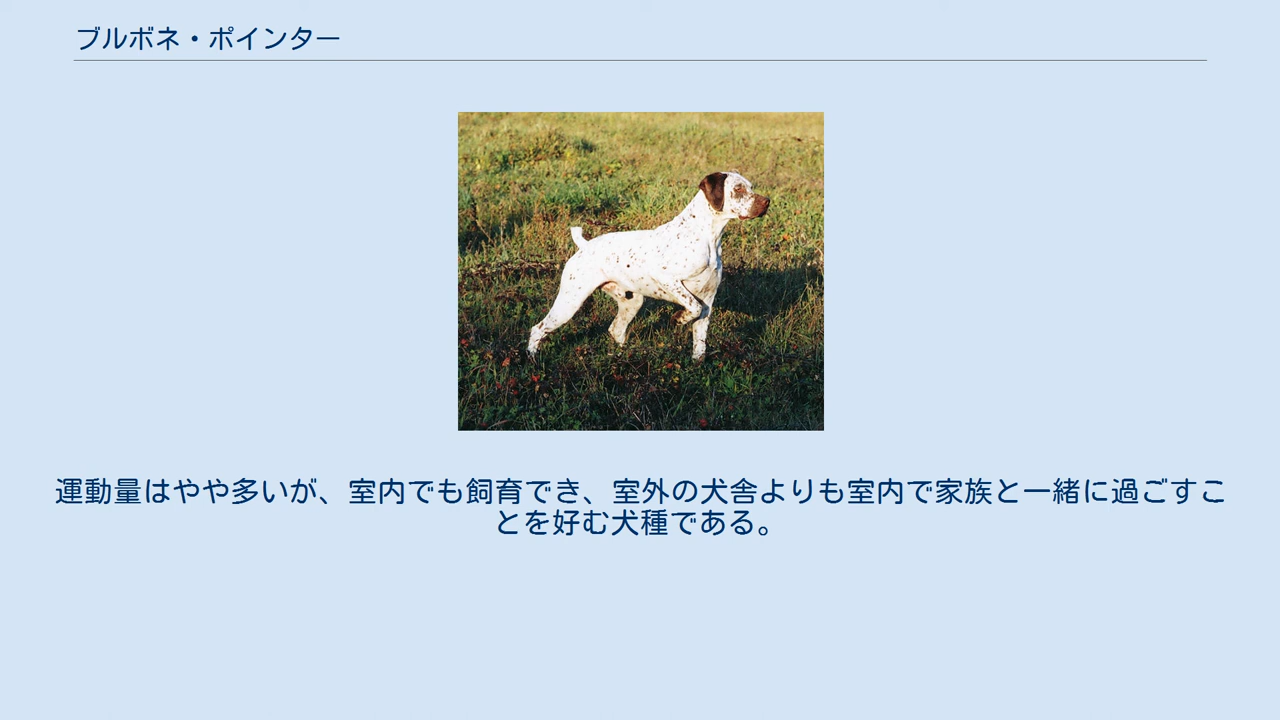 ブルボネ・ポインター
運動量はやや多いが、室内でも飼育でき、室外の犬舎よりも室内で家族と一緒に過ごすこ
とを好む犬種である。